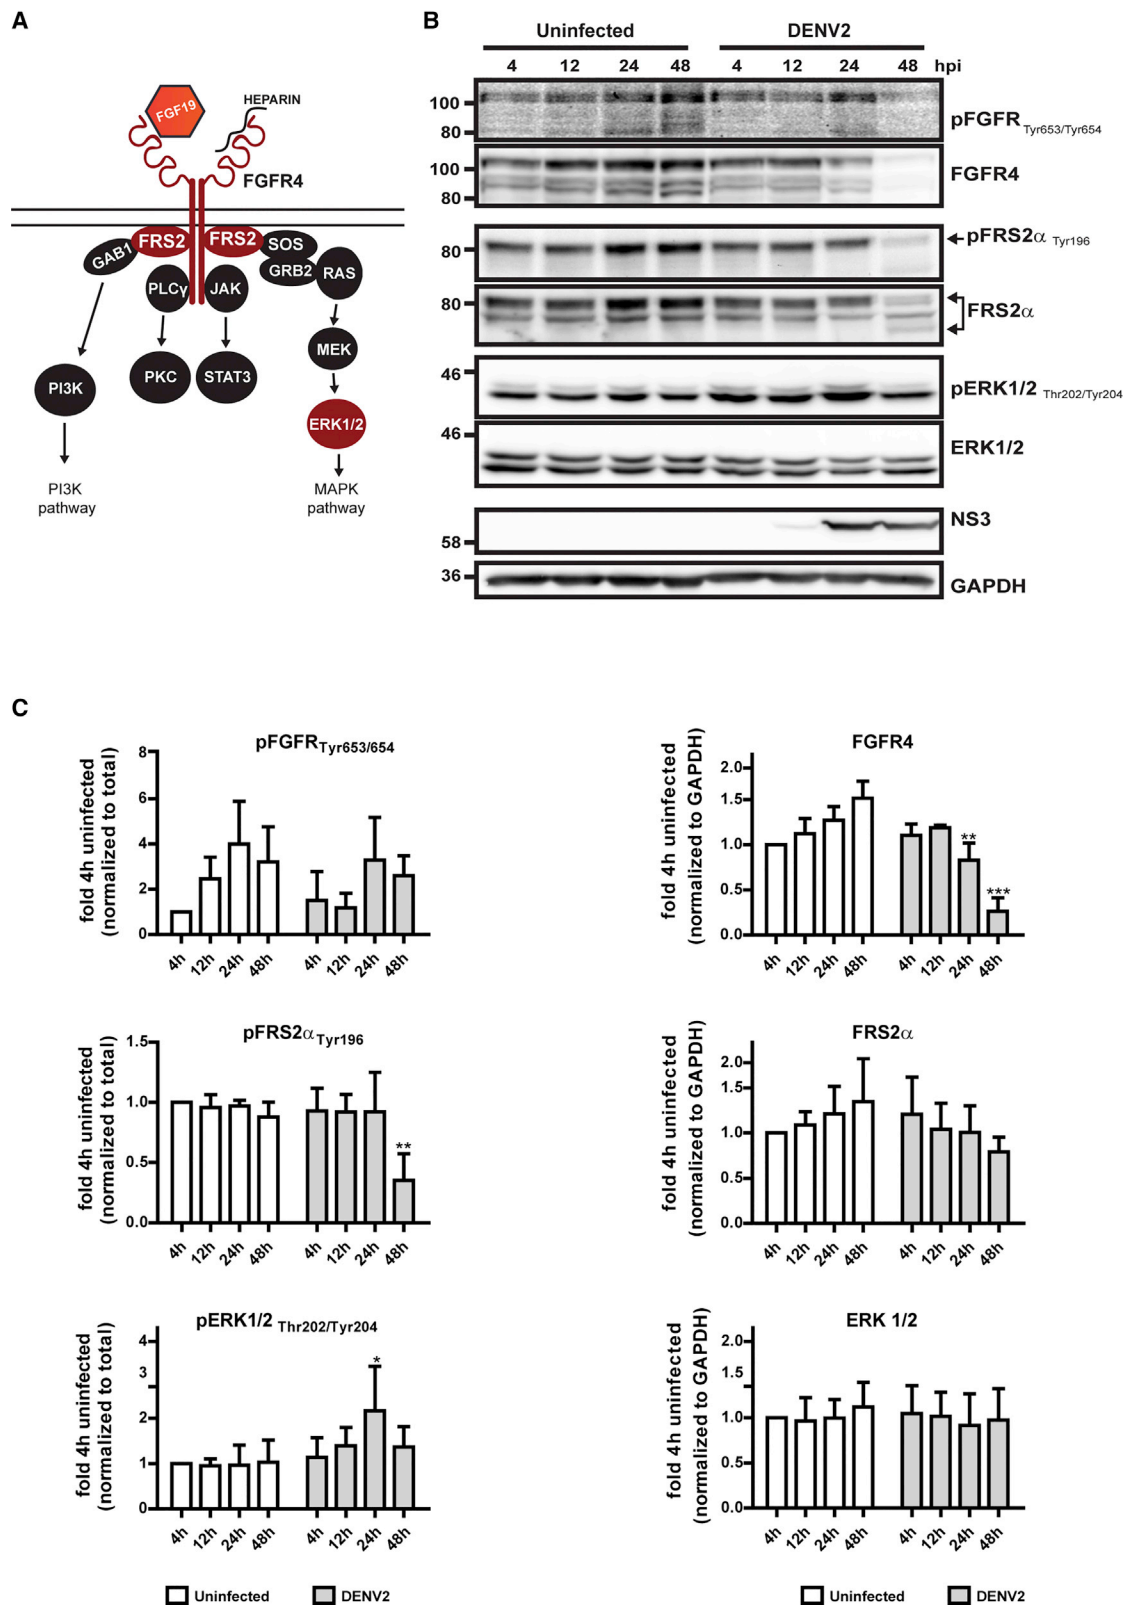 A
FGF19
HEPARIN
FGFR4
FRS2
FRS2
GAB1
SOS
GRB2
RAS
PLCγ
JAK
MEK
PI3K
PKC
STAT3
ERK1/2
PI3K
pathway
MAPK
pathway
B
Uninfected DENV2
4 12 24 48 4 12 24 48 hpi
100
80
pFGFR Tyr653/Tyr654
100
80
FGFR4
80
pFRS2α Tyr196
80
FRS2α
46
pERK1/2 Thr202/Tyr204
46
ERK1/2
58
NS3
36
GAPDH
C
pFGFR Tyr653/654
fold 4h uninfected
(normalized to total)
8
6
4
2
0
4h 12h 24h 48h 4h 12h 24h 48h
FGFR4
fold 4h uninfected
(normalized to GAPDH)
2.0
1.5
1.0
0.5
0.0
**
***
4h 12h 24h 48h 4h 12h 24h 48h
pFRS2α Tyr196
fold 4h uninfected
(normalized to total)
1.5
1.0
0.5
0.0
**
4h 12h 24h 48h 4h 12h 24h 48h
FRS2α
fold 4h uninfected
(normalized to GAPDH)
2.0
1.5
1.0
0.5
0.0
4h 12h 24h 48h 4h 12h 24h 48h
pERK1/2 Thr202/Tyr204
fold 4h uninfected
(normalized to total)
4
3
2
1
0
*
4h 12h 24h 48h 4h 12h 24h 48h
ERK 1/2
fold 4h uninfected
(normalized to GAPDH)
2.0
1.5
1.0
0.5
0.0
4h 12h 24h 48h 4h 12h 24h 48h
Uninfected DENV2
Uninfected DENV2